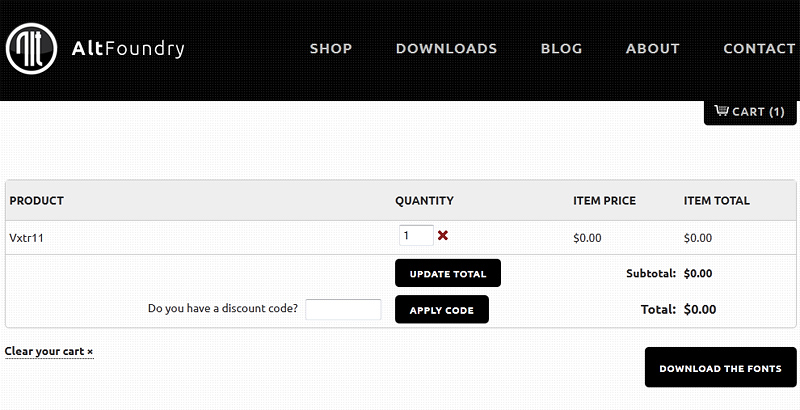 Alt AltFoundry SHOP DOWNLOADS BLOG ABOUT CONTACT
CART (1)
PRODUCT QUANTITY ITEM PRICE ITEM TOTAL
Vxtr11 1 $0.00 $0.00
UPDATE TOTAL Subtotal: $0.00
Do you have a discount code? APPLY CODE Total: $0.00
Clear your cart ×
DOWNLOAD THE FONTS